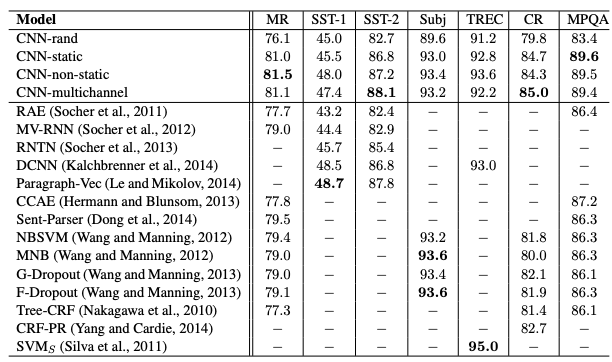 Model MR SST-1 SST-2 Subj TREC CR MPQA
CNN-rand 76.1 45.0 82.7 89.6 91.2 79.8 83.4
CNN-static 81.0 45.5 86.8 93.0 92.8 84.7 89.6
CNN-non-static 81.5 48.0 87.2 93.4 93.6 84.3 89.5
CNN-multichannel 81.1 47.4 88.1 93.2 92.2 85.0 89.4
RAE (Socher et al., 2011) 77.7 43.2 82.4 – – – 86.4
MV-RNN (Socher et al., 2012) 79.0 44.4 82.9 – – – –
RNTN (Socher et al., 2013) – 45.7 85.4 – – – –
DCNN (Kalchbrenner et al., 2014) – 48.5 86.8 – 93.0 – –
Paragraph-Vec (Le and Mikolov, 2014) – 48.7 87.8 – – – –
CCAE (Hermann and Blunsom, 2013) 77.8 – – – – – 87.2
Sent-Parser (Dong et al., 2014) 79.5 – – – – – 86.3
NBSVM (Wang and Manning, 2012) 79.4 – – 93.2 – 81.8 86.3
MNB (Wang and Manning, 2012) 79.0 – – 93.6 – 80.0 86.3
G-Dropout (Wang and Manning, 2013) 79.0 – – 93.4 – 82.1 86.1
F-Dropout (Wang and Manning, 2013) 79.1 – – 93.6 – 81.9 86.3
Tree-CRF (Nakagawa et al., 2010) 77.3 – – – – 81.4 86.1
CRF-PR (Yang and Cardie, 2014) – – – – – 82.7 –
SVMS (Silva et al., 2011) – – – – 95.0 – –